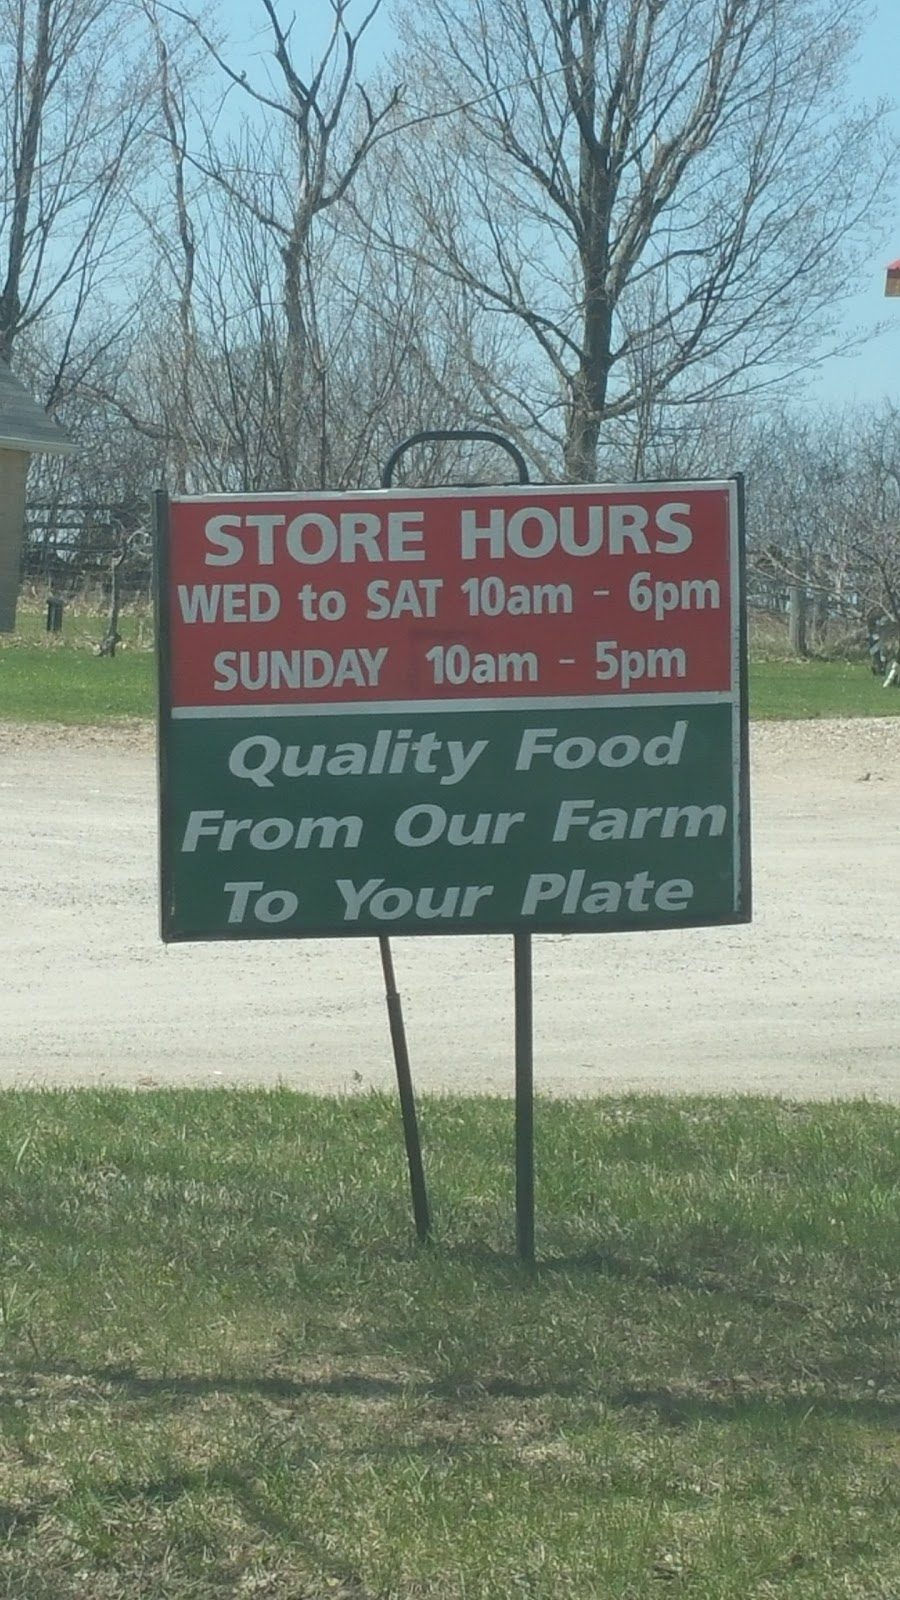 STORE HOURS
WED to SAT 10am - 6pm
SUNDAY 10am - 5pm
Quality Food
From Our Farm
To Your Plate